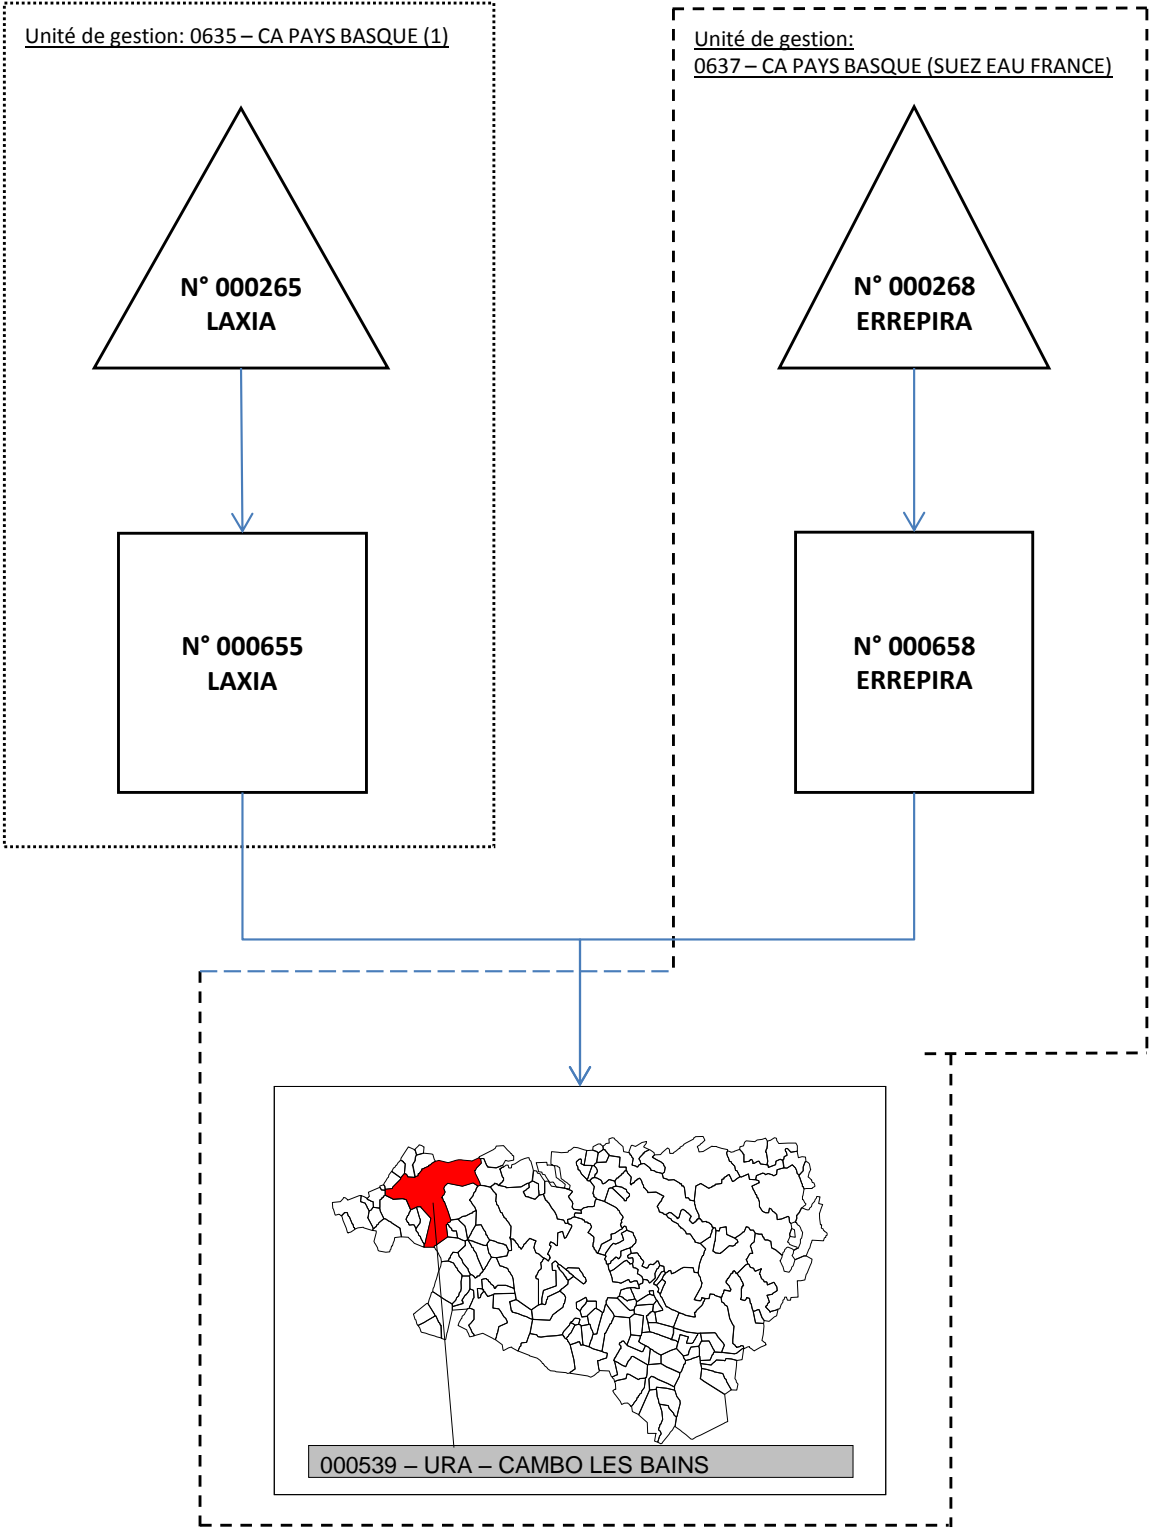 Unité de gestion: 0635 – CA PAYS BASQUE (1)
Unité de gestion:
0637 – CA PAYS BASQUE (SUEZ EAU FRANCE)
N° 000265
LAXIA
N° 000268
ERREPIRA
N° 000655
LAXIA
N° 000658
ERREPIRA
000539 – URA – CAMBO LES BAINS